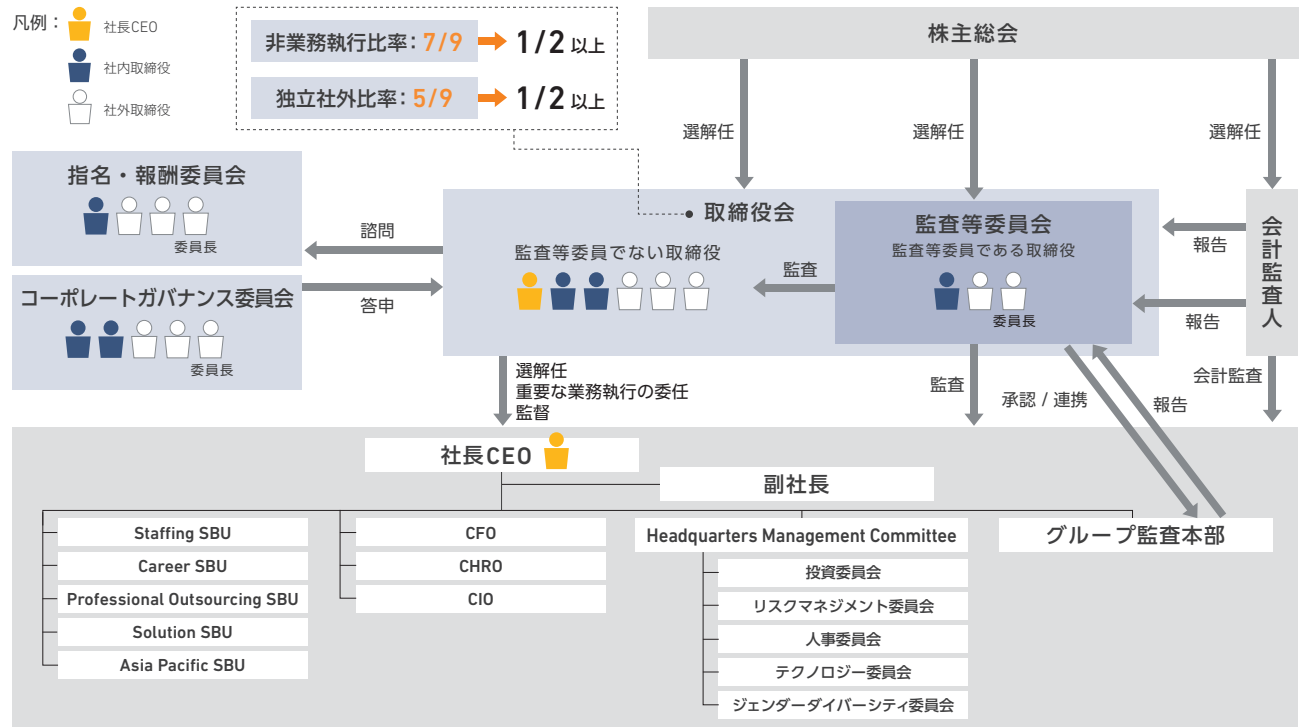 凡例：
社長CEO
社内取締役
社外取締役
非業務執行比率：7/9 1/2 以上
独立社外比率：5/9 1/2 以上
株主総会
選解任
選解任
選解任
指名・報酬委員会
委員長
コーポレートガバナンス委員会
委員長
諮問
答申
取締役会
監査等委員でない取締役
監査
監査等委員会
監査等委員である取締役
委員長
会計監査人
報告
報告
選解任
重要な業務執行の委任
監督
監査
承認 / 連携
報告
会計監査
社長CEO
副社長
Staffing SBU
Career SBU
Professional Outsourcing SBU
Solution SBU
Asia Pacific SBU
CFO
CHRO
CIO
Headquarters Management Committee
投資委員会
リスクマネジメント委員会
人事委員会
テクノロジー委員会
ジェンダーダイバーシティ委員会
グループ監査本部